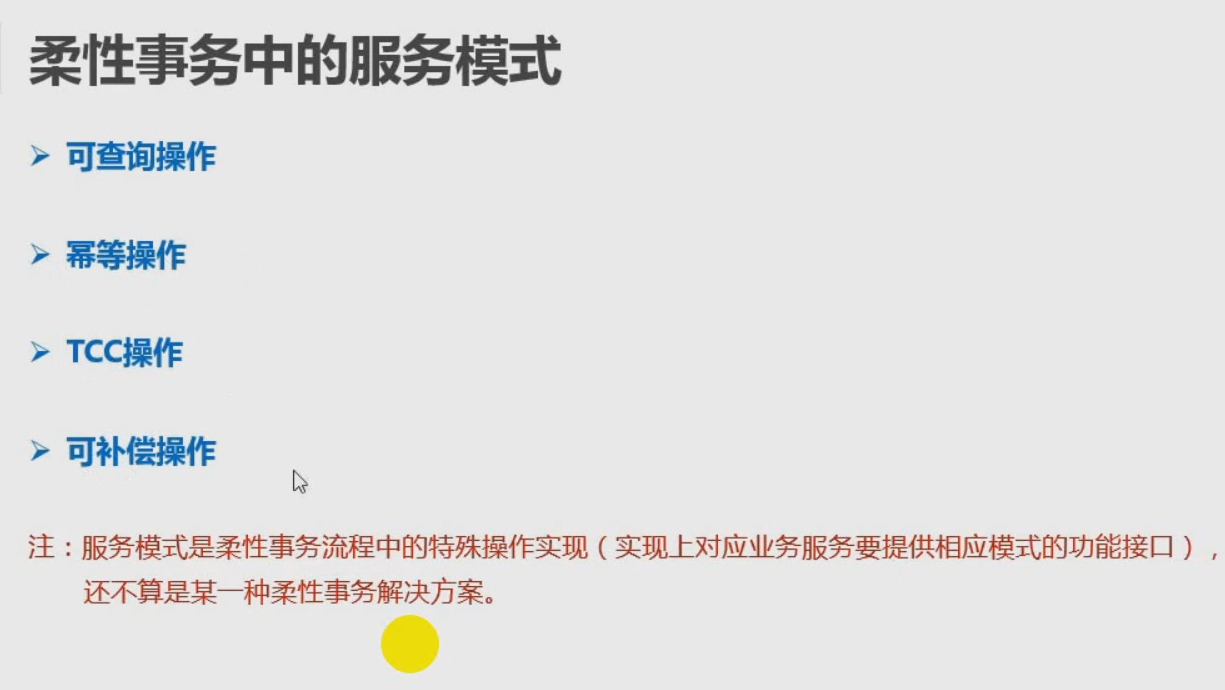 柔性事务中的服务模式
可查询操作
幂等操作
TCC操作
可补偿操作
注：服务模式是柔性事务流程中的特殊操作实现（实现上对应业务服务要提供相应模式的功能接口），
还不算是某一种柔性事务解决方案。